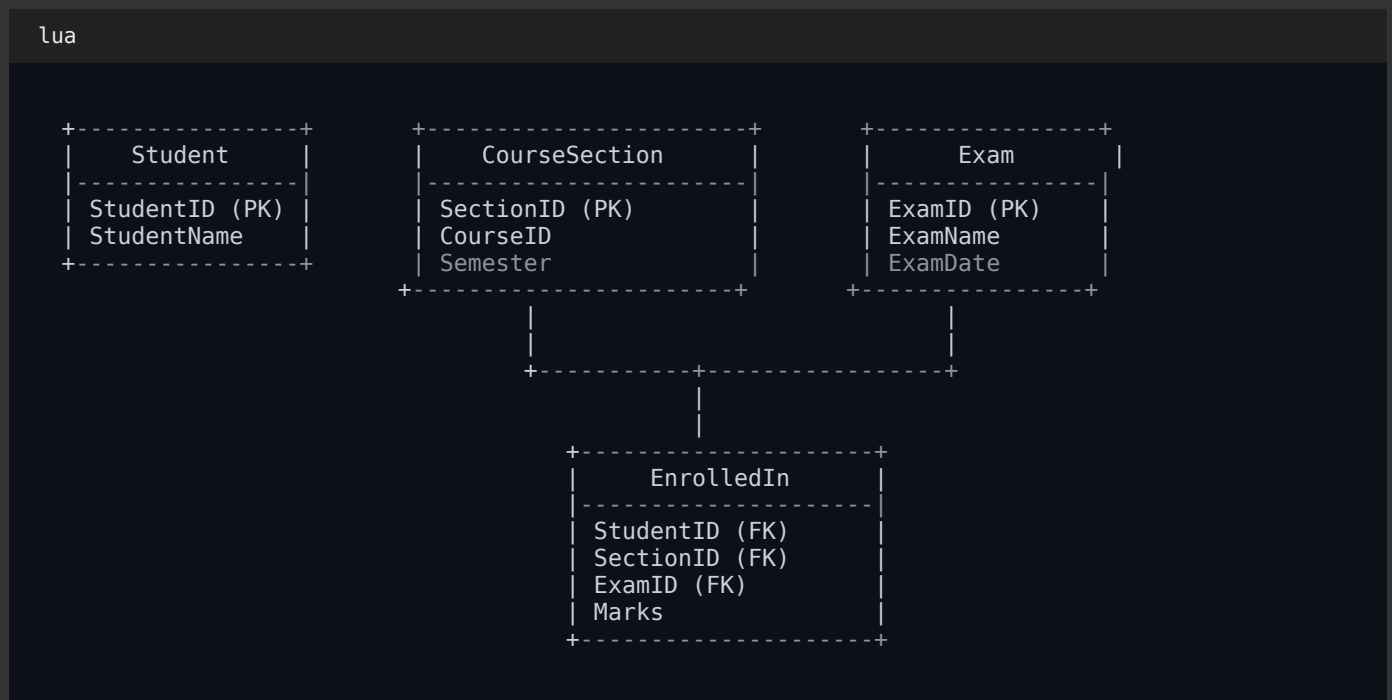 lua
+----------------+       +-----------------------+       +----------------+
|    Student     |       |    CourseSection      |       |      Exam       |
|----------------|       |-----------------------|       |----------------|
| StudentID (PK) |       | SectionID (PK)        |       | ExamID (PK)    |
| StudentName    |       | CourseID              |       | ExamName       |
+----------------+       | Semester              |       | ExamDate       |
                        +-----------------------+       +----------------+
                                 |                             |
                                 |                             |
                                 +-----------+-----------------+
                                             |
                                             |
                                    +---------------------+
                                    |     EnrolledIn      |
                                    |---------------------|
                                    | StudentID (FK)      |
                                    | SectionID (FK)      |
                                    | ExamID (FK)         |
                                    | Marks               |
                                    +---------------------+